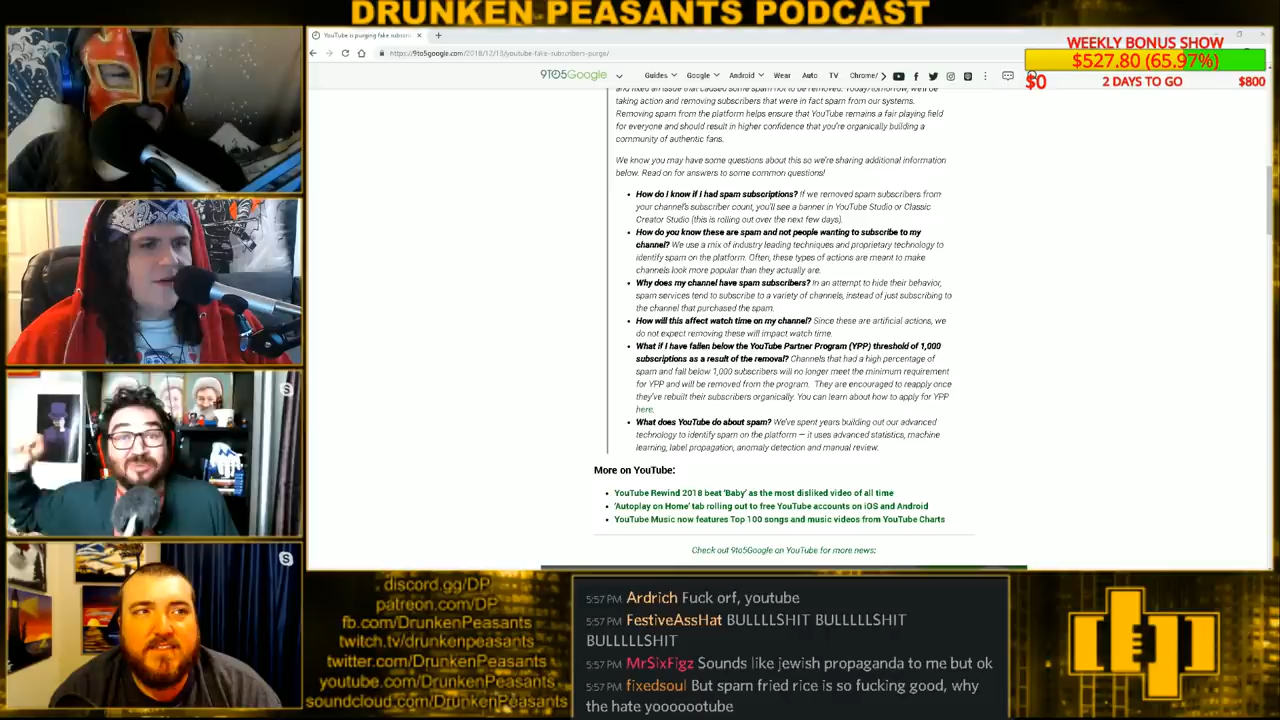 DRUNKEN PEASANTS PODCAST
YouTube is purging fake subscri
https://9to5google.com/2018/12/13/youtube-fake-subscribers-purge/
9TO5Google
Guides
Google
Android
Wear
Auto
TV
Chrome/
WEEKLY BONUS SHOW
$527.80 (65.97%)
$0
2 DAYS TO GO
$800
and fixed an issue that caused some spam not to be removed. Today/tomorrow, we'll be
taking action and removing subscribers that were in fact spam from our systems.
Removing spam from the platform helps ensure that YouTube remains a fair playing field
for everyone and should result in higher confidence that you're organically building a
community of authentic fans.
We know you may have some questions about this so we're sharing additional information
below. Read on for answers to some common questions!
• How do I know if I had spam subscriptions? If we removed spam subscribers from
your channel's subscriber count, you'll see a banner in YouTube Studio or Classic
Creator Studio (this is rolling out over the next few days).
• How do you know these are spam and not people wanting to subscribe to my
channel? We use a mix of industry leading techniques and proprietary technology to
identify spam on the platform. Often, these types of actions are meant to make
channels look more popular than they actually are.
• Why does my channel have spam subscribers? In an attempt to hide their behavior,
spam services tend to subscribe to a variety of channels, instead of just subscribing to
the channel that purchased the spam.
• How will this affect watch time on my channel? Since these are artificial actions, we
do not expect removing these will impact watch time.
• What if I have fallen below the YouTube Partner Program (YPP) threshold of 1,000
subscriptions as a result of the removal? Channels that had a high percentage of
spam and fall below 1,000 subscribers will no longer meet the minimum requirement
for YPP and will be removed from the program. They are encouraged to reapply once
they've rebuilt their subscribers organically. You can learn about how to apply for YPP
here.
• What does YouTube do about spam? We've spent years building out our advanced
technology to identify spam on the platform — it uses advanced statistics, machine
learning, label propagation, anomaly detection and manual review.
More on YouTube:
• YouTube Rewind 2018 beat 'Baby' as the most disliked video of all time
• 'Autoplay on Home' tab rolling out to free YouTube accounts on iOS and Android
• YouTube Music now features Top 100 songs and music videos from YouTube Charts
Check out 9to5Google on YouTube for more news:
discord.gg/DP
patreon.com/DP
fb.com/DrunkenPeasants
twitch.tv/drunkenpeasants
twitter.com/DrunkenPeasants
youtube.com/DrunkenPeasants
soundcloud.com/DrunkenPeasants
5:57 PM Ardrich Fuck orf, youtube
5:57 PM FestiveAssHat BULLLLSHIT BULLLLSHIT
BULLLLSHIT
5:57 PM MrSixFigz Sounds like jewish propaganda to me but ok
5:57 PM fixedsoul But spam fried rice is so fucking good, why
the hate yooooootube